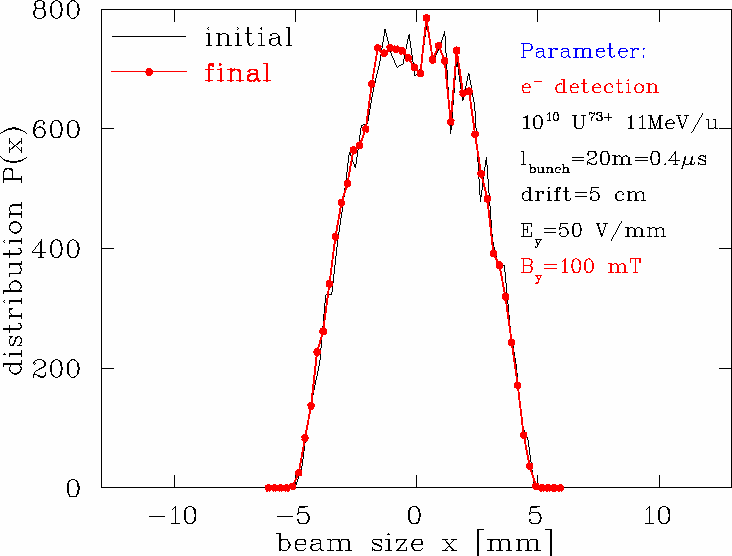 800
600
400
200
0
distribution P(x)
initial
final
Parameter:
e⁻ detection
10¹⁰ U⁷³⁺ 11MeV/u
l_bunch=20m=0.4μs
drift=5 cm
E_y=50 V/mm
B_y=100 mT
−10 −5 0 5 10
beam size x [mm]